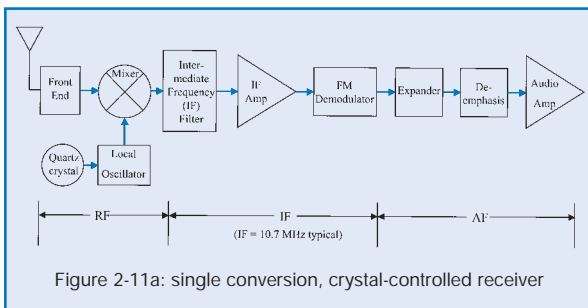 Front
End
Mixer
Inter-
mediate
Frequency
(IF)
Filter
IF
Amp
FM
Demodulator
Expander
De-
emphasis
Audio
Amp
Quartz
crystal
Local
Oscillator
RF
IF
AF
(IF = 10.7 MHz typical)
Figure 2-11a: single conversion, crystal-controlled receiver